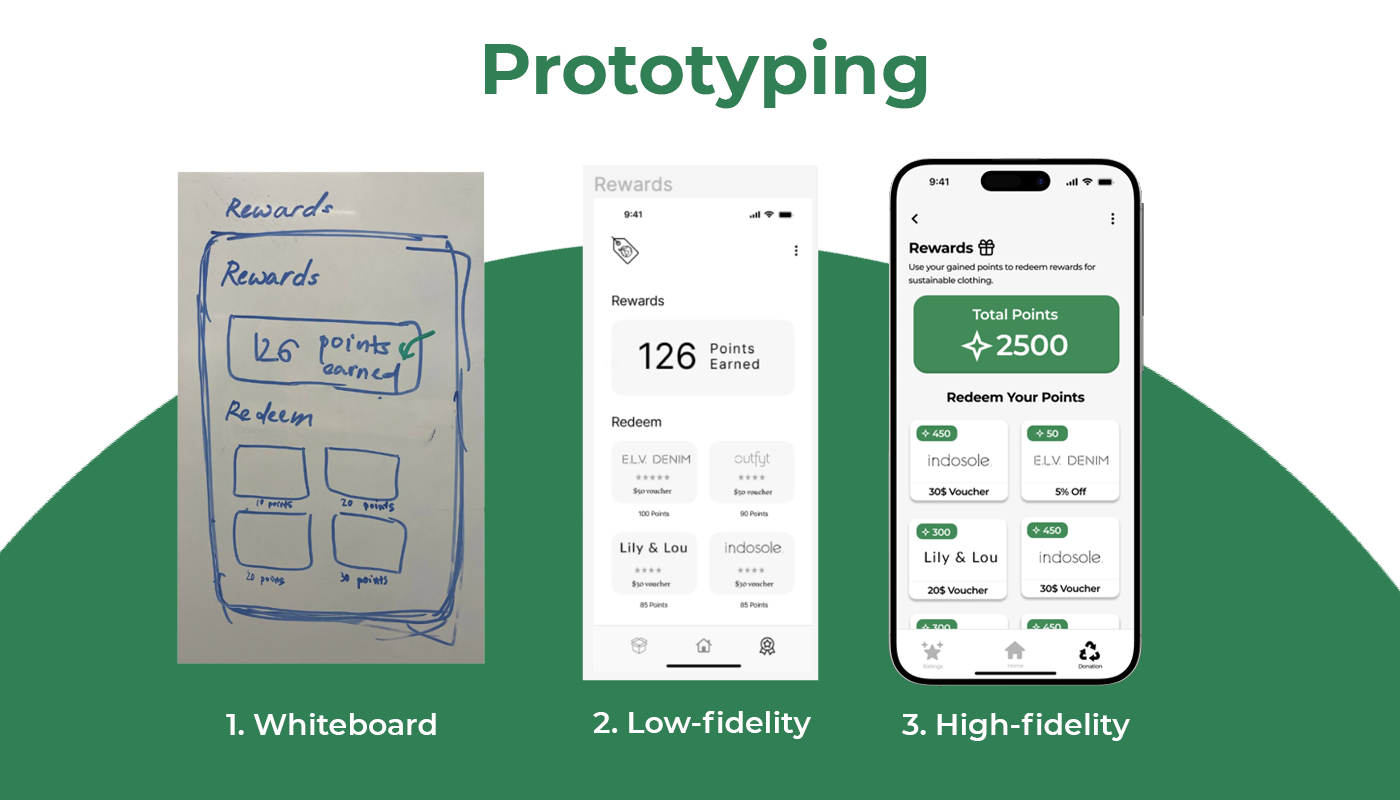 Prototyping
Rewards
Rewards
126 points
earned
Redeem
10 points
20 points
20 points
30 points
1. Whiteboard
Rewards
9:41
Rewards
126 Points
Earned
Redeem
E.L.V. DENIM
$50 voucher
100 Points
outfyt
$50 voucher
90 Points
Lily & Lou
$30 voucher
85 Points
indosole
$30 voucher
85 Points
2. Low-fidelity
9:41
Rewards
Use your gained points to redeem rewards for
sustainable clothing.
Total Points
2500
Redeem Your Points
450
indosole.
30$ Voucher
50
E.L.V. DENIM
5% Off
300
Lily & Lou
20$ Voucher
450
indosole.
30$ Voucher
300
450
Ratings
Home
Donation
3. High-fidelity